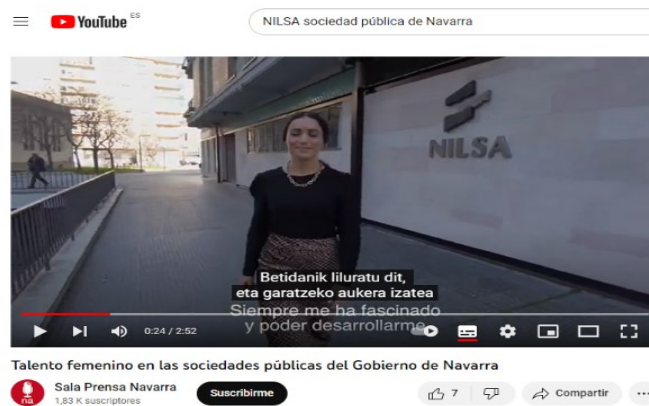 YouTube ES
NILSA sociedad pública de Navarra
NILSA
Betidanik liluratu dit,
eta garatzeko aukera izatea
Siempre me ha fascinado
y poder desarrollarme
0:24 / 2:52
Talento femenino en las sociedades públicas del Gobierno de Navarra
na
Sala Prensa Navarra
1,83 K suscriptores
Suscribirme
7
Compartir